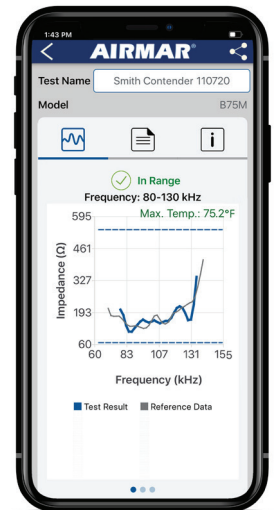 1:43 PM
AIRMAR®
Test Name Smith Contender 110720
Model B75M
In Range
Frequency: 80-130 kHz
Max. Temp.: 75.2°F
Impedance (Ω)
595
461
327
193
60
60 83 107 131 155
Frequency (kHz)
Test Result Reference Data